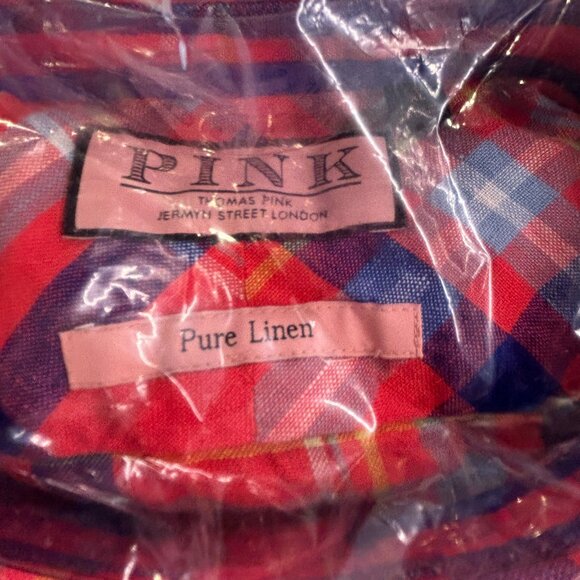 PINK
THOMAS PINK
JERMYN STREET LONDON
Pure Linen